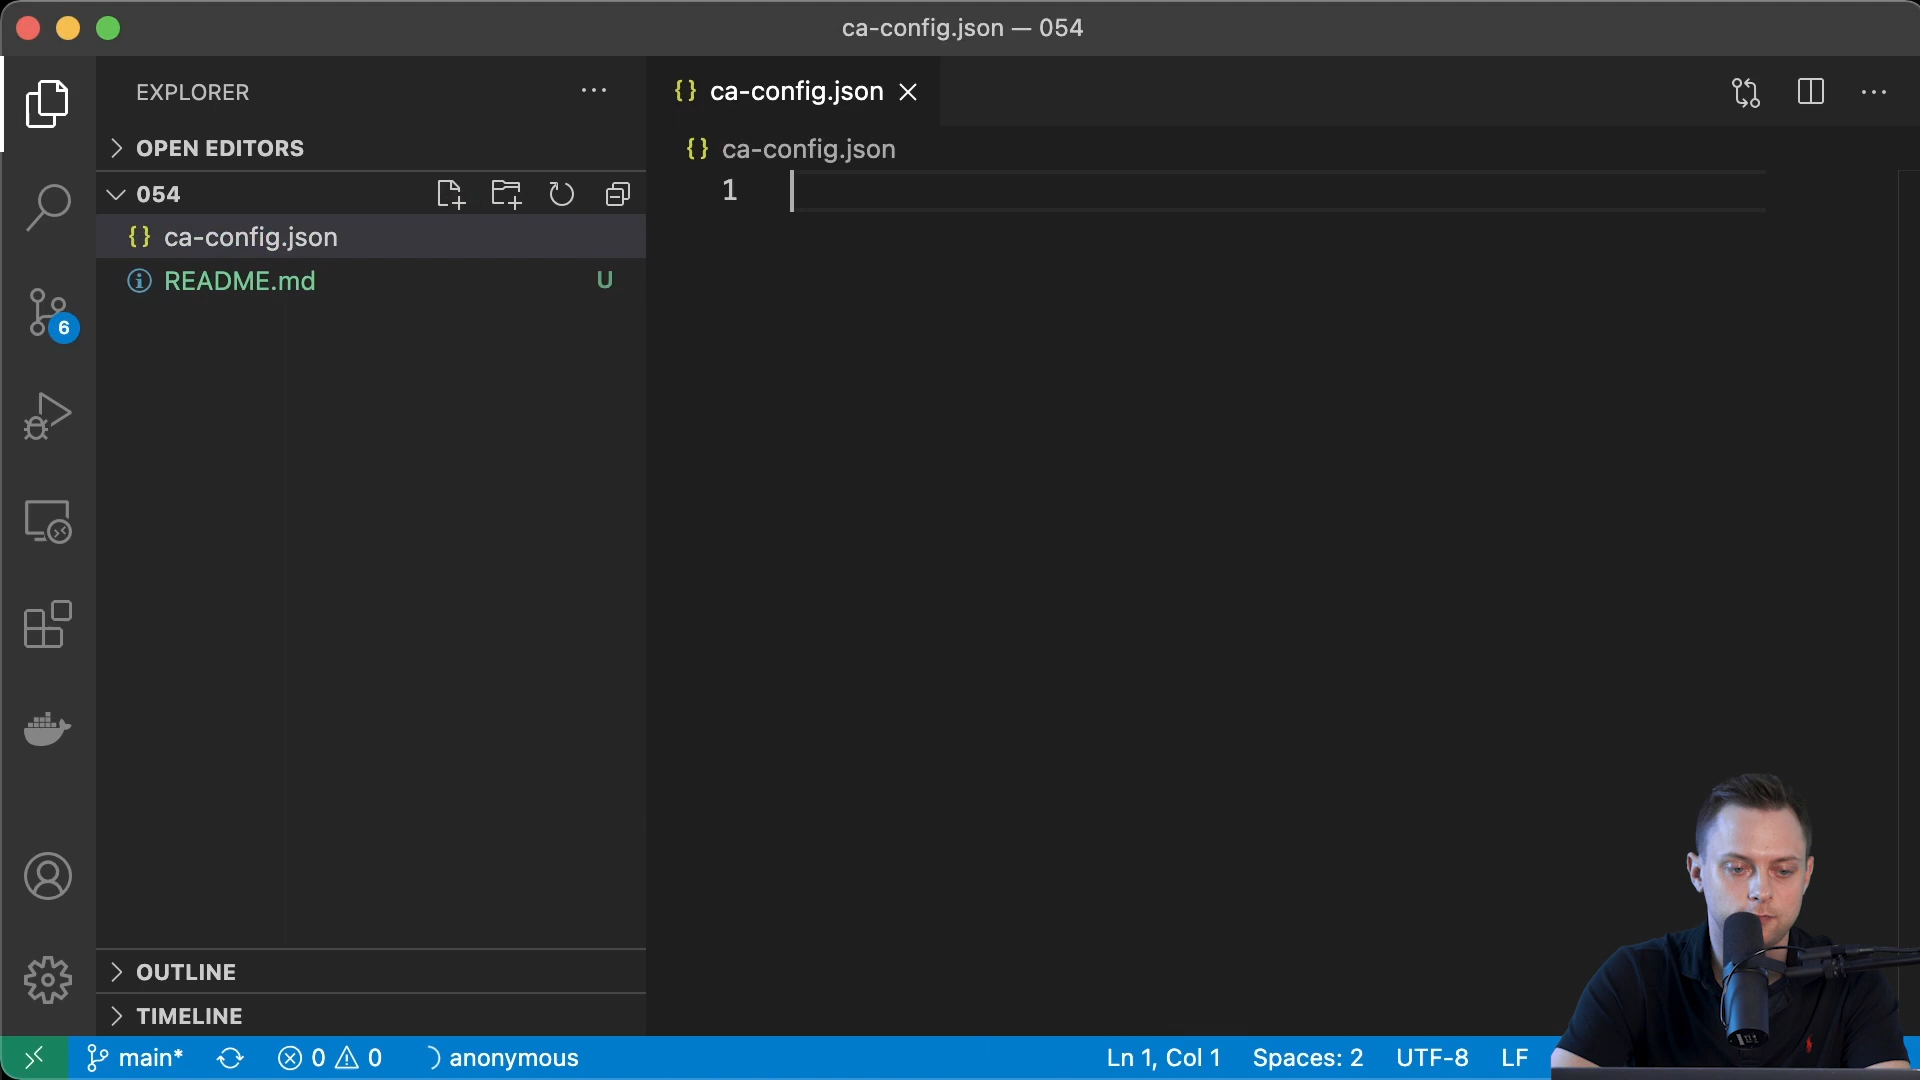 ca-config.json — 054
EXPLORER
OPEN EDITORS
054
{} ca-config.json
README.md U
{} ca-config.json
{} ca-config.json
1
6
OUTLINE
TIMELINE
main* 0 0 anonymous Ln 1, Col 1 Spaces: 2 UTF-8 LF